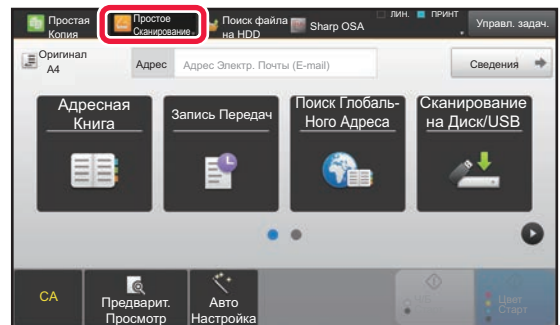 Простая
Копия
Простое
Сканирование
Поиск файла
на HDD
Sharp OSA
ЛИН.
ПРИНТ
Управл. задач.
Оригинал
A4
Адрес
Адрес Электр. Почты (E-mail)
Сведения
Адресная
Книга
Запись Передач
Поиск Глобаль-
Ного Адреса
Сканирование
на Диск/USB
CA
Предварит.
Просмотр
Авто
Настройка
Цвет
Старт